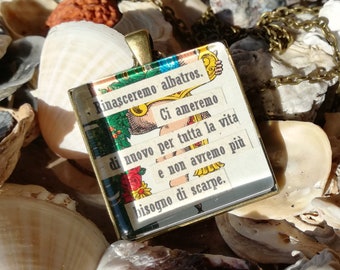 rinasceremo albatros.
Ci ameremo
di nuovo per tutta la vita
e non avremo più
bisogno di scarpe.